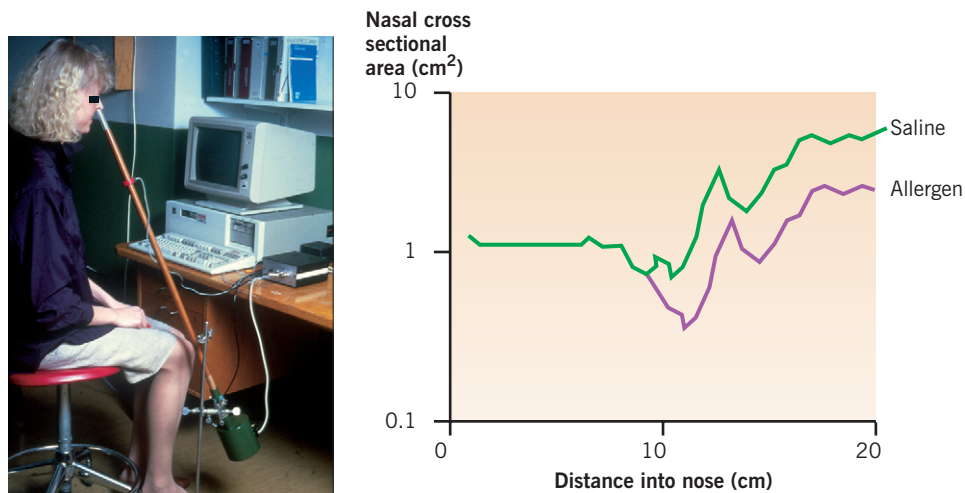 Nasal cross
sectional
area (cm²)
10
1
0.1
0
10
20
Distance into nose (cm)
Saline
Allergen